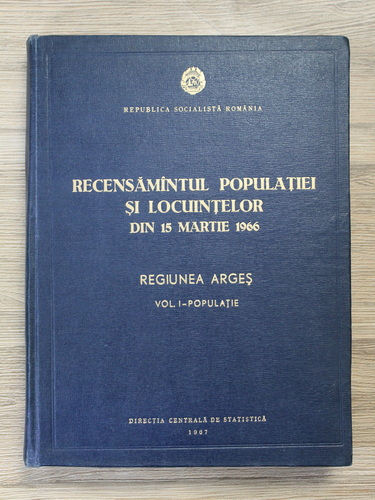 REPUBLICA SOCIALISTĂ ROMÂNIA
RECENSĂMÎNTUL POPULAȚIEI
ȘI LOCUINȚELOR
DIN 15 MARTIE 1966
REGIUNEA ARGEȘ
VOL. I-POPULAȚIE
DIRECȚIA CENTRALĂ DE STATISTICĂ
1967